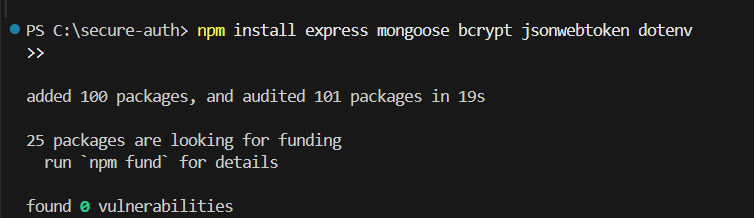 PS C:\secure-auth> npm install express mongoose bcrypt jsonwebtoken dotenv
>>
added 100 packages, and audited 101 packages in 19s
25 packages are looking for funding
  run `npm fund` for details
found 0 vulnerabilities